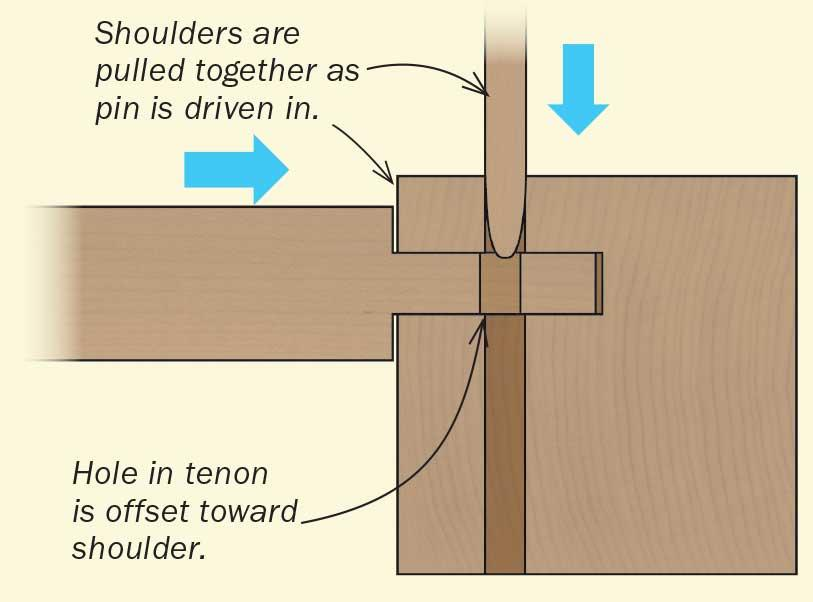 Shoulders are
pulled together as
pin is driven in.
Hole in tenon
is offset toward
shoulder.